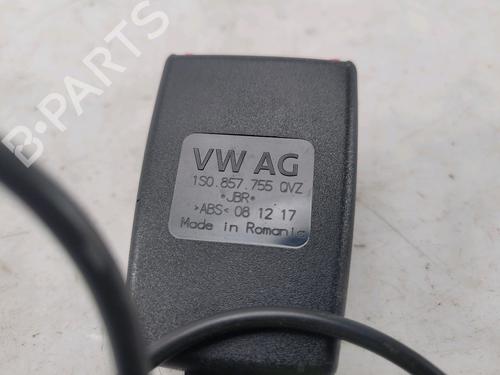 B-PARTS
VW AG
1S0.857.755 QVZ
*JBR*
>ABS< 08 12 17
Made in Romania